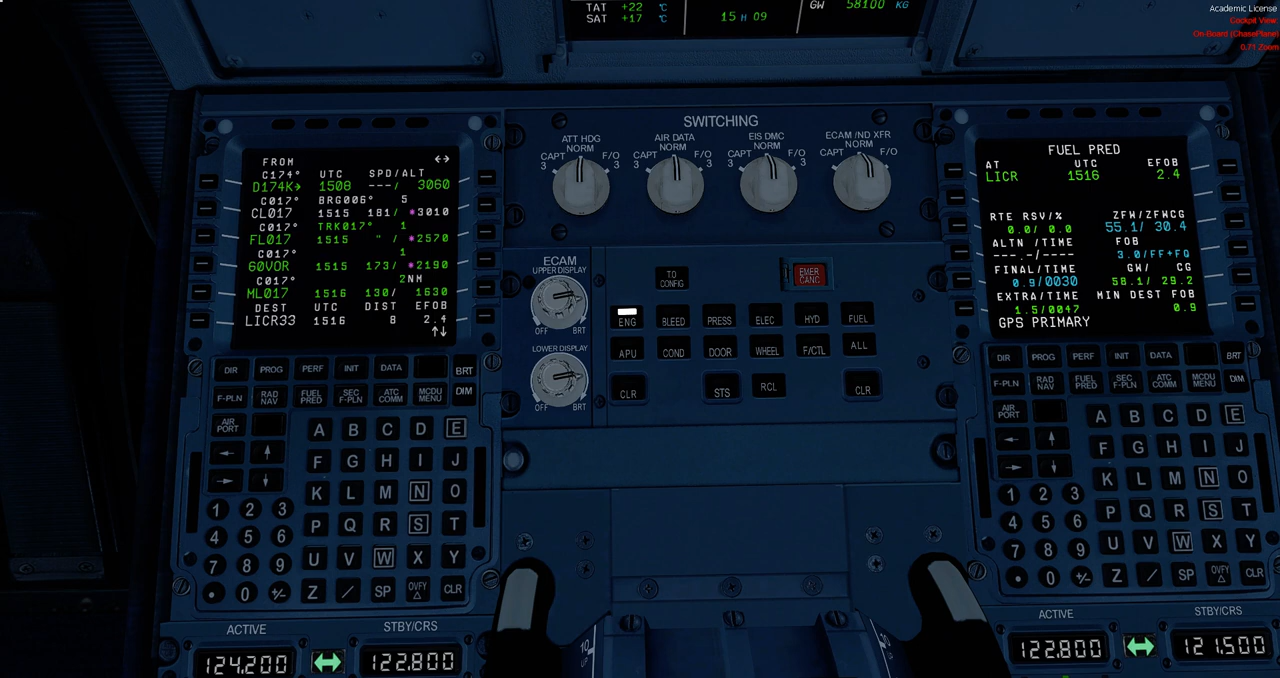 Academic License
Cockpit View:
On-Board (ChasePlane)
0.71 Zoom
TAT +22 °C
SAT +17 °C
15 H 09
GW 58100 KG
FROM ↔
C174° UTC SPD/ALT
D174K> 1508 ---/ 3060
C017° BRG006° 5
CL017 1515 181/ *3010
C017° TRK017° 1
FL017 1515 " / *2570
C017° 1
60VOR 1515 173/ *2190
C017° 2NM
ML017 1516 130/ 1630
DEST UTC DIST EFOB
LICR33 1516 8 2.4
↑↓
DIR PROG PERF INIT DATA BRT
F-PLN RAD NAV FUEL PRED SEC F-PLN ATC COMM MCDU MENU DIM
AIR PORT
← ↑
→ ↓
A B C D E
F G H I J
K L M N O
P Q R S T
U V W X Y
Z / SP OVFY Δ CLR
1 2 3
4 5 6
7 8 9
. 0 +/-
ACTIVE STBY/CRS
124.200 122.800
SWITCHING
ATT HDG AIR DATA EIS DMC ECAM /ND XFR
NORM NORM NORM NORM
CAPT 3 F/O 3 CAPT 3 F/O 3 CAPT 3 F/O 3 CAPT F/O
ECAM
UPPER DISPLAY
OFF BRT
LOWER DISPLAY
OFF BRT
TO CONFIG
EMER CANC
ENG BLEED PRESS ELEC HYD FUEL
APU COND DOOR WHEEL F/CTL ALL
CLR STS RCL CLR
10
UP
FUEL PRED
AT UTC EFOB
LICR 1516 2.4
RTE RSV/% ZFW/ZFWCG
0.0/ 0.0 55.1/ 30.4
ALTN /TIME FOB
---.-/---- 3.0/FF+FQ
FINAL/TIME GW/ CG
0.9/0030 58.1/ 29.2
EXTRA/TIME MIN DEST FOB
1.5/0047 0.9
GPS PRIMARY
DIR PROG PERF INIT DATA BRT
F-PLN RAD NAV FUEL PRED SEC F-PLN ATC COMM MCDU MENU DIM
AIR PORT
← ↑
→ ↓
A B C D E
F G H I J
K L M N O
P Q R S T
U V W X Y
Z / SP OVFY Δ CLR
1 2 3
4 5 6
7 8 9
. 0 +/-
ACTIVE STBY/CRS
122.800 121.500